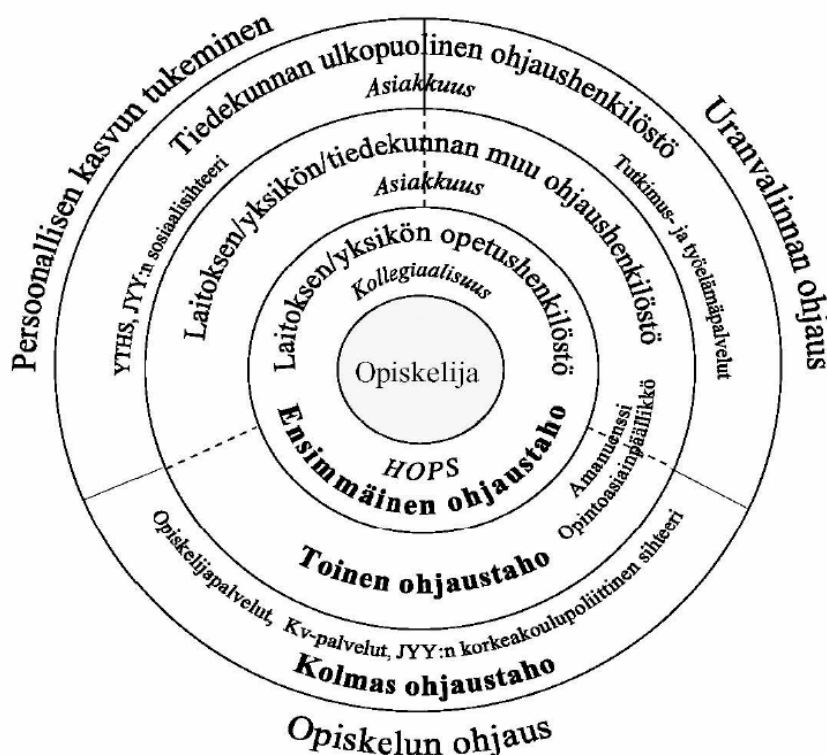 Persoonallisen kasvun tukeminen
Uranvalinnan ohjaus
Tiedekunnan ulkopuolinen ohjaushenkilöstö
Asiakkuus
YTHS, JYY:n sosiaalisihteeri
Tutkimus- ja työelämäpalvelut
Laitoksen/yksikön/tiedekunnan muu ohjaushenkilöstö
Asiakkuus
Laitoksen/yksikön opetushenkilöstö
Kollegiaalisuus
Opiskelija
HOPS
Ensimmäinen ohjaustaho
Amanuenssi
Opintoasiainpäällikkö
Toinen ohjaustaho
Opiskelijapalvelut, Kv-palvelut, JYY:n korkeakoulupoliittinen sihteeri
Kolmas ohjaustaho
Opiskelun ohjaus